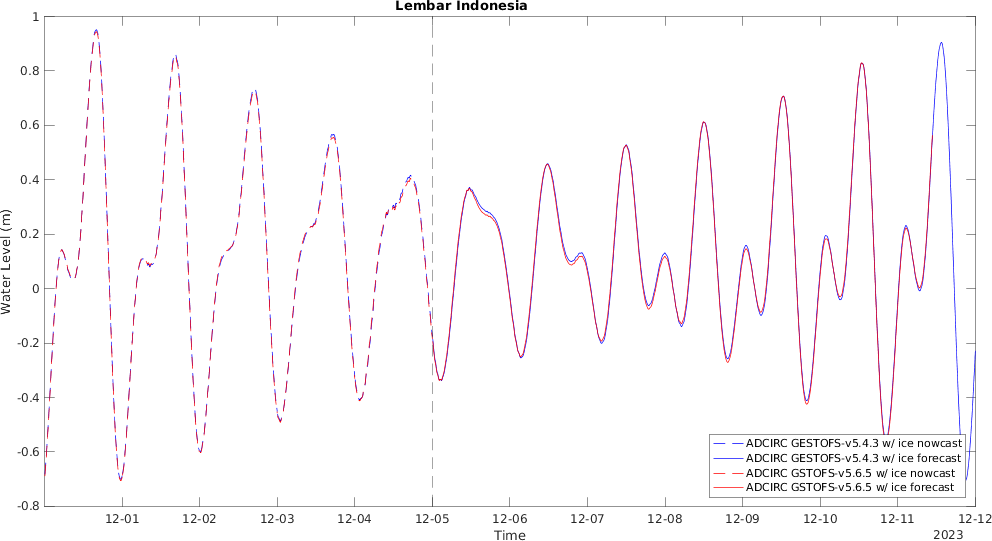 Lembar Indonesia
Water Level (m)
1
0.8
0.6
0.4
0.2
0
-0.2
-0.4
-0.6
-0.8
12-01 12-02 12-03 12-04 12-05 12-06 12-07 12-08 12-09 12-10 12-11 12-12
Time
2023
ADCIRC GESTOFS-v5.4.3 w/ ice nowcast
ADCIRC GESTOFS-v5.4.3 w/ ice forecast
ADCIRC GSTOFS-v5.6.5 w/ ice nowcast
ADCIRC GSTOFS-v5.6.5 w/ ice forecast